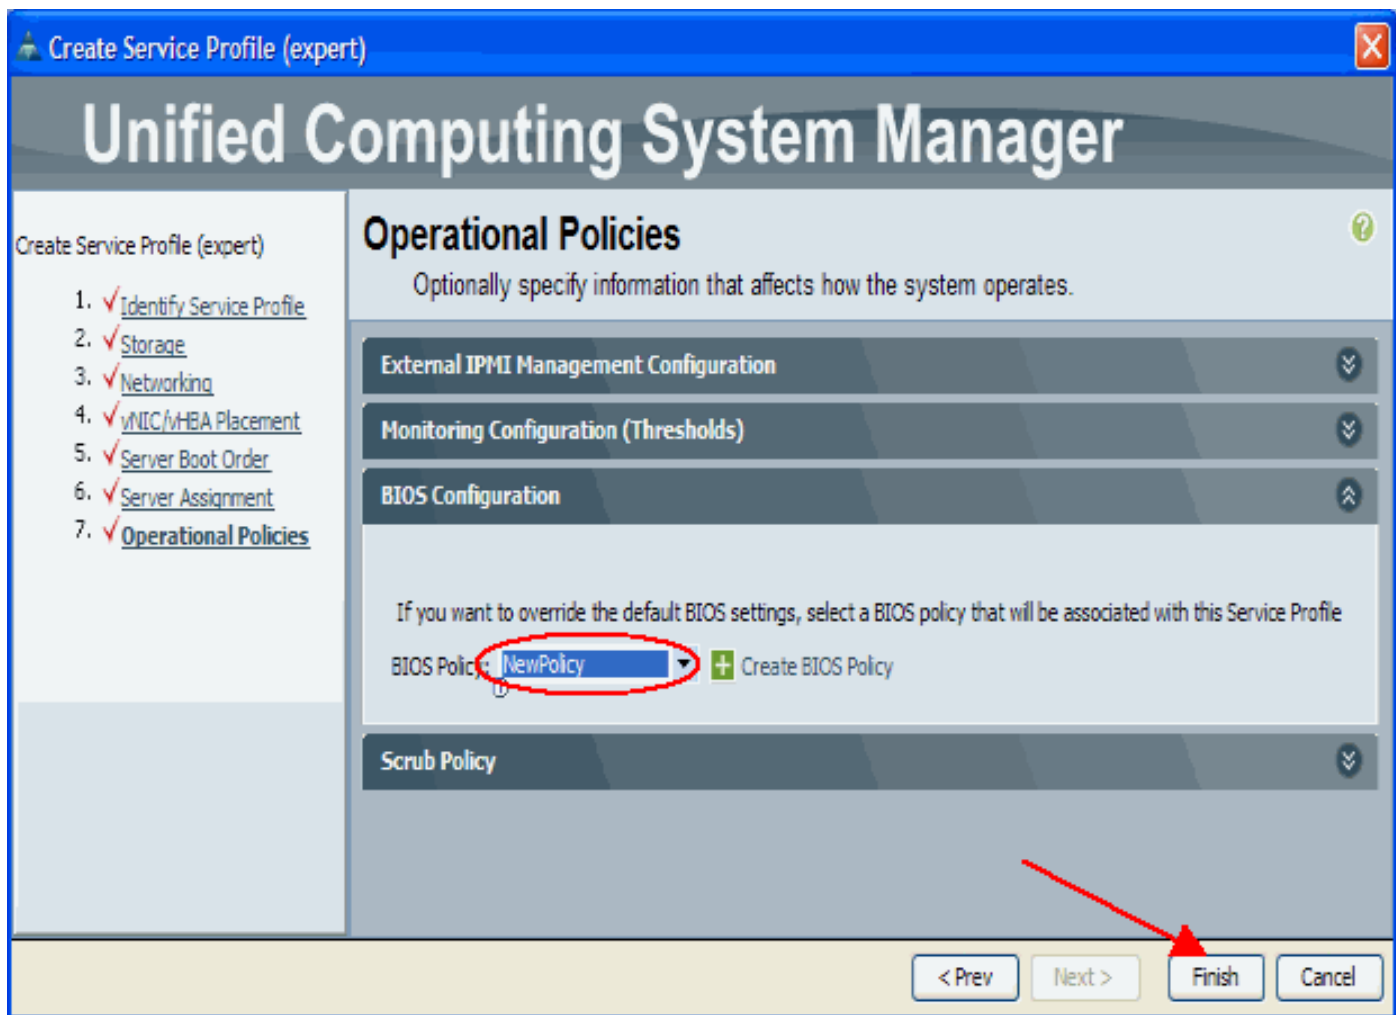 Create Service Profile (expert)
Unified Computing System Manager
Create Service Profile (expert)
1. Identify Service Profile
2. Storage
3. Networking
4. vNIC/vHBA Placement
5. Server Boot Order
6. Server Assignment
7. Operational Policies
Operational Policies
Optionally specify information that affects how the system operates.
External IPMI Management Configuration
Monitoring Configuration (Thresholds)
BIOS Configuration
If you want to override the default BIOS settings, select a BIOS policy that will be associated with this Service Profile
BIOS Policy: NewPolicy Create BIOS Policy
Scrub Policy
< Prev Next > Finish Cancel